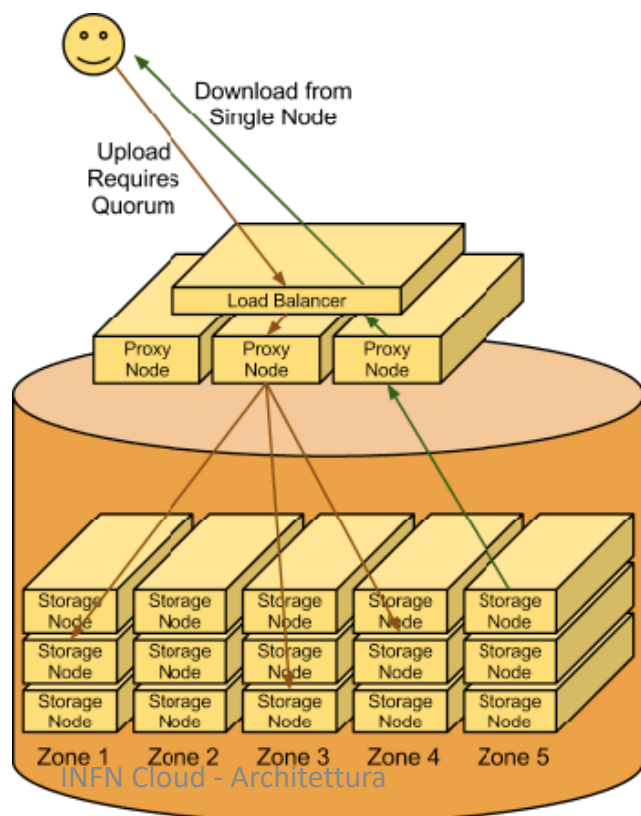 Download from
Single Node
Upload
Requires
Quorum
Load Balancer
Proxy
Node
Proxy
Node
Proxy
Node
Storage
Node
Storage
Node
Storage
Node
Storage
Node
Storage
Node
Storage
Node
Storage
Node
Storage
Node
Storage
Node
Storage
Node
Storage
Node
Storage
Node
Storage
Node
Storage
Node
Storage
Node
Zone 1 Zone 2 Zone 3 Zone 4 Zone 5
INFN Cloud - Architettura